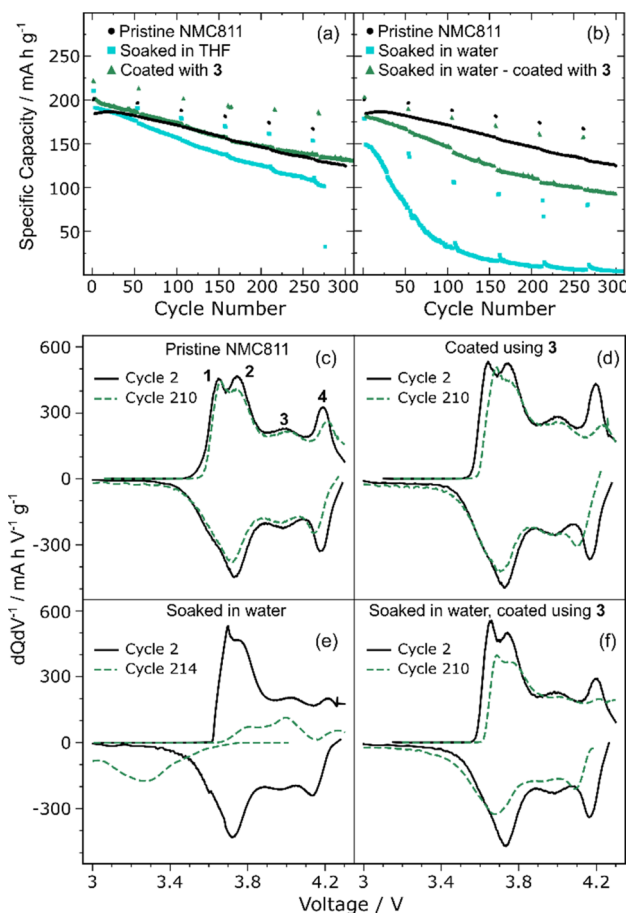 Pristine NMC811
Soaked in THF
Coated with 3
(a)
Pristine NMC811
Soaked in water
Soaked in water - coated with 3
(b)
Specific Capacity / mA h g⁻¹
250
200
150
100
50
0 50 100 150 200 250 300
Cycle Number
50 100 150 200 250 300
Cycle Number
Pristine NMC811
(c)
Cycle 2
Cycle 210
1 2 3 4
Coated using 3
(d)
Cycle 2
Cycle 210
600
300
0
-300
dQdV⁻¹ / mA h V⁻¹ g⁻¹
Soaked in water
(e)
Cycle 2
Cycle 214
Soaked in water, coated using 3
(f)
Cycle 2
Cycle 210
600
300
0
-300
3 3.4 3.8 4.2
3 3.4 3.8 4.2
Voltage / V